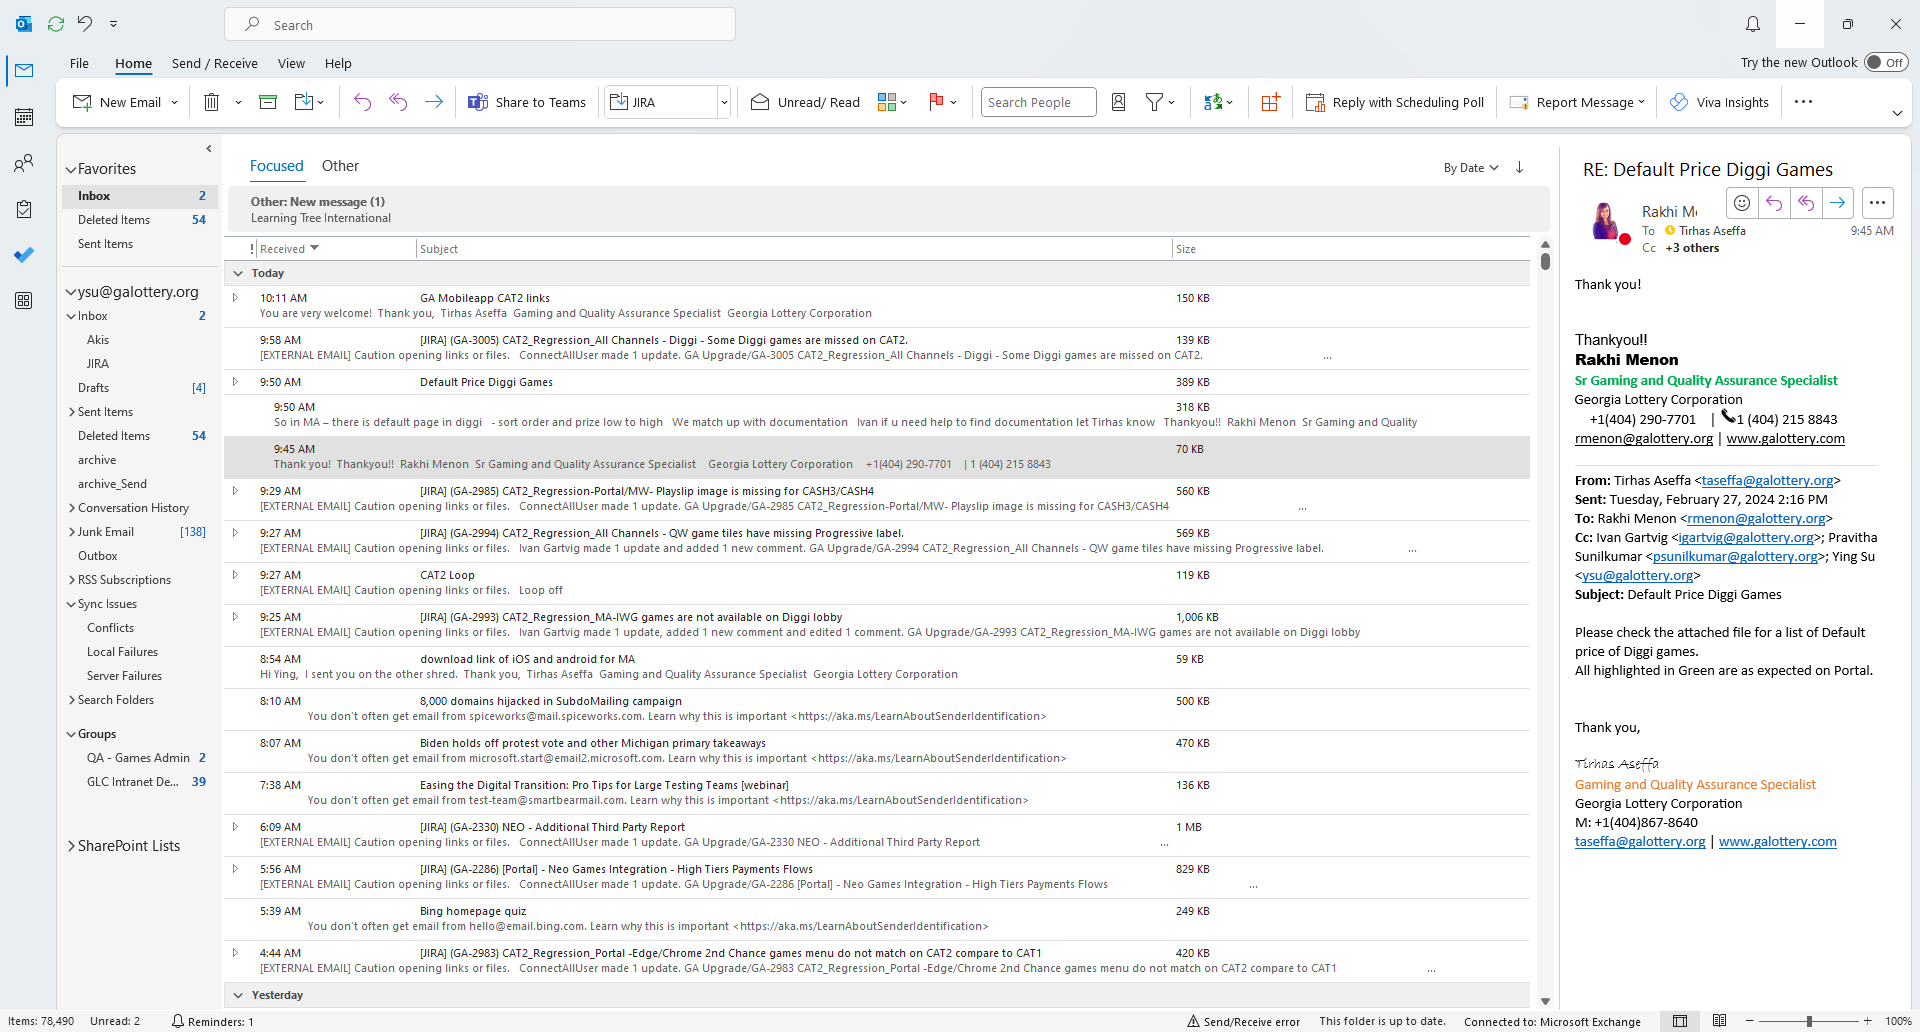 Search
File Home Send / Receive View Help
Try the new Outlook Off
New Email Share to Teams JIRA Unread/ Read Search People Reply with Scheduling Poll Report Message Viva Insights
Favorites
Inbox 2
Deleted Items 54
Sent Items
ysu@galottery.org
Inbox 2
Akis
JIRA
Drafts [4]
Sent Items
Deleted Items 54
archive
archive_Send
Conversation History
Junk Email [138]
Outbox
RSS Subscriptions
Sync Issues
Conflicts
Local Failures
Server Failures
Search Folders
Groups
QA - Games Admin 2
GLC Intranet De... 39
SharePoint Lists
Focused Other
By Date
Other: New message (1)
Learning Tree International
! Received Subject Size
Today
10:11 AM GA Mobileapp CAT2 links 150 KB
You are very welcome! Thank you, Tirhas Aseffa Gaming and Quality Assurance Specialist Georgia Lottery Corporation
9:58 AM [JIRA] (GA-3005) CAT2_Regression_All Channels - Diggi - Some Diggi games are missed on CAT2. 139 KB
[EXTERNAL EMAIL] Caution opening links or files. ConnectAllUser made 1 update. GA Upgrade/GA-3005 CAT2_Regression_All Channels - Diggi - Some Diggi games are missed on CAT2. ...
9:50 AM Default Price Diggi Games 389 KB
9:50 AM 318 KB
So in MA – there is default page in diggi - sort order and prize low to high We match up with documentation Ivan if u need help to find documentation let Tirhas know Thankyou!! Rakhi Menon Sr Gaming and Quality
9:45 AM 70 KB
Thank you! Thankyou!! Rakhi Menon Sr Gaming and Quality Assurance Specialist Georgia Lottery Corporation +1(404) 290-7701 | 1 (404) 215 8843
9:29 AM [JIRA] (GA-2985) CAT2_Regression-Portal/MW- Playslip image is missing for CASH3/CASH4 560 KB
[EXTERNAL EMAIL] Caution opening links or files. ConnectAllUser made 1 update. GA Upgrade/GA-2985 CAT2_Regression-Portal/MW- Playslip image is missing for CASH3/CASH4 ...
9:27 AM [JIRA] (GA-2994) CAT2_Regression_All Channels - QW game tiles have missing Progressive label. 569 KB
[EXTERNAL EMAIL] Caution opening links or files. Ivan Gartvig made 1 update and added 1 new comment. GA Upgrade/GA-2994 CAT2_Regression_All Channels - QW game tiles have missing Progressive label. ...
9:27 AM CAT2 Loop 119 KB
[EXTERNAL EMAIL] Caution opening links or files. Loop off
9:25 AM [JIRA] (GA-2993) CAT2_Regression_MA-IWG games are not available on Diggi lobby 1,006 KB
[EXTERNAL EMAIL] Caution opening links or files. Ivan Gartvig made 1 update, added 1 new comment and edited 1 comment. GA Upgrade/GA-2993 CAT2_Regression_MA-IWG games are not available on Diggi lobby
8:54 AM download link of iOS and android for MA 59 KB
Hi Ying, I sent you on the other shred. Thank you, Tirhas Aseffa Gaming and Quality Assurance Specialist Georgia Lottery Corporation
8:10 AM 8,000 domains hijacked in SubdoMailing campaign 500 KB
You don't often get email from spiceworks@mail.spiceworks.com. Learn why this is important <https://aka.ms/LearnAboutSenderIdentification>
8:07 AM Biden holds off protest vote and other Michigan primary takeaways 470 KB
You don't often get email from microsoft.start@email2.microsoft.com. Learn why this is important <https://aka.ms/LearnAboutSenderIdentification>
7:38 AM Easing the Digital Transition: Pro Tips for Large Testing Teams [webinar] 136 KB
You don't often get email from test-team@smartbearmail.com. Learn why this is important <https://aka.ms/LearnAboutSenderIdentification>
6:09 AM [JIRA] (GA-2330) NEO - Additional Third Party Report 1 MB
[EXTERNAL EMAIL] Caution opening links or files. ConnectAllUser made 1 update. GA Upgrade/GA-2330 NEO - Additional Third Party Report ...
5:56 AM [JIRA] (GA-2286) [Portal] - Neo Games Integration - High Tiers Payments Flows 829 KB
[EXTERNAL EMAIL] Caution opening links or files. ConnectAllUser made 1 update. GA Upgrade/GA-2286 [Portal] - Neo Games Integration - High Tiers Payments Flows ...
5:39 AM Bing homepage quiz 249 KB
You don't often get email from hello@email.bing.com. Learn why this is important <https://aka.ms/LearnAboutSenderIdentification>
4:44 AM [JIRA] (GA-2983) CAT2_Regression_Portal -Edge/Chrome 2nd Chance games menu do not match on CAT2 compare to CAT1 420 KB
[EXTERNAL EMAIL] Caution opening links or files. ConnectAllUser made 1 update. GA Upgrade/GA-2983 CAT2_Regression_Portal -Edge/Chrome 2nd Chance games menu do not match on CAT2 compare to CAT1 ...
Yesterday
RE: Default Price Diggi Games
Rakhi M
To Tirhas Aseffa 9:45 AM
Cc +3 others
Thank you!
Thankyou!!
Rakhi Menon
Sr Gaming and Quality Assurance Specialist
Georgia Lottery Corporation
+1(404) 290-7701 | 1 (404) 215 8843
rmenon@galottery.org | www.galottery.com
From: Tirhas Aseffa <taseffa@galottery.org>
Sent: Tuesday, February 27, 2024 2:16 PM
To: Rakhi Menon <rmenon@galottery.org>
Cc: Ivan Gartvig <igartvig@galottery.org>; Pravitha
Sunilkumar <psunilkumar@galottery.org>; Ying Su
<ysu@galottery.org>
Subject: Default Price Diggi Games
Please check the attached file for a list of Default
price of Diggi games.
All highlighted in Green are as expected on Portal.
Thank you,
Tirhas Aseffa
Gaming and Quality Assurance Specialist
Georgia Lottery Corporation
M: +1(404)867-8640
taseffa@galottery.org | www.galottery.com
Items: 78,490 Unread: 2 Reminders: 1 Send/Receive error This folder is up to date. Connected to: Microsoft Exchange 100%